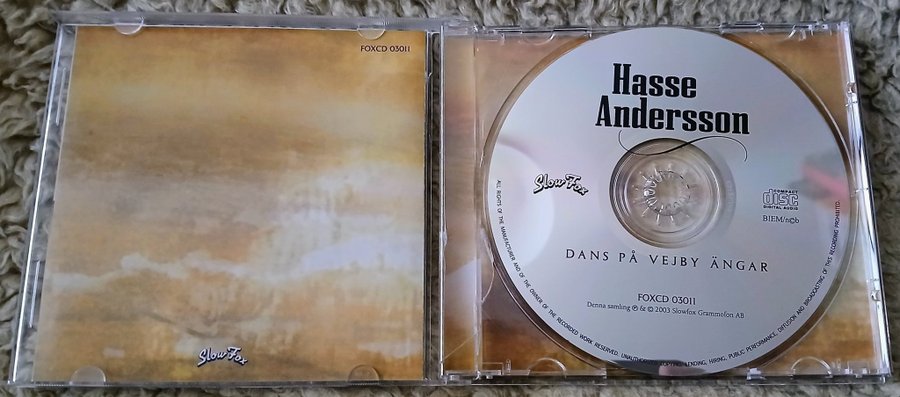 FOXCD 03011
Slow Fox
Hasse
Andersson
Slow Fox
COMPACT
disc
DIGITAL AUDIO
BIEM/n©b
DANS PÅ VEJBY ÄNGAR
FOXCD 03011
Denna samling ℗ & © 2003 Slowfox Grammofon AB
ALL RIGHTS OF THE MANUFACTURER AND OF THE OWNER OF THE RECORDED WORK RESERVED. UNAUTHORIZED COPYING, LENDING, HIRING, PUBLIC PERFORMANCE, DIFFUSION AND BROADCASTING OF THIS RECORDING PROHIBITED.